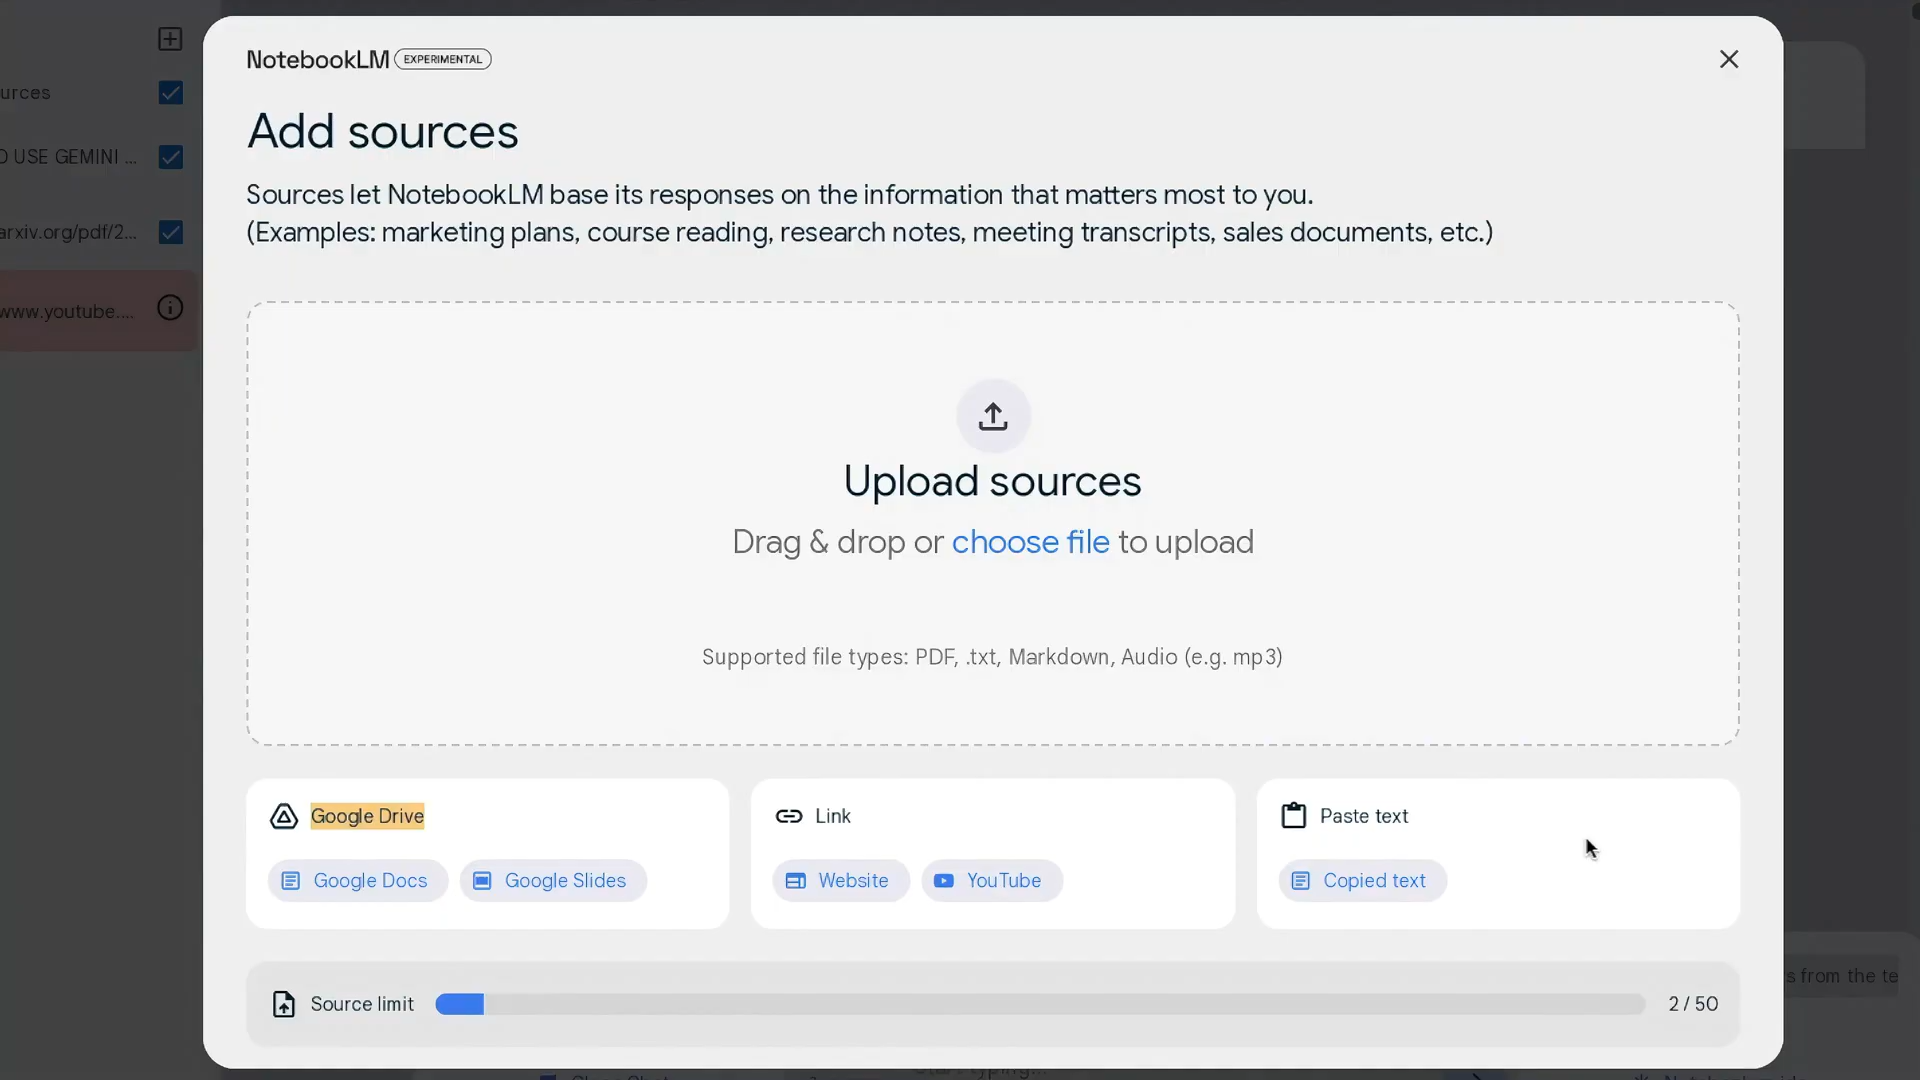 NotebookLM EXPERIMENTAL
Add sources
Sources let NotebookLM base its responses on the information that matters most to you.
(Examples: marketing plans, course reading, research notes, meeting transcripts, sales documents, etc.)
urces
O USE GEMINI ...
arxiv.org/pdf/2...
www.youtube....
Upload sources
Drag & drop or choose file to upload
Supported file types: PDF, .txt, Markdown, Audio (e.g. mp3)
Google Drive
Google Docs
Google Slides
Link
Website
YouTube
Paste text
Copied text
Source limit
2 / 50
s from the te